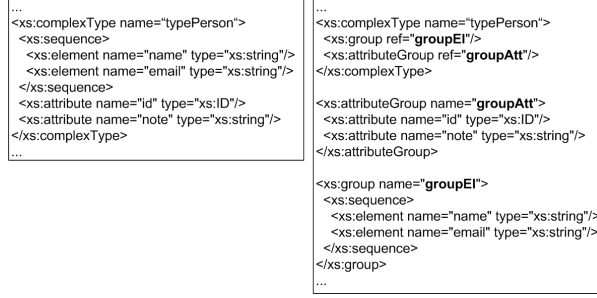 ...
<xs:complexType name=“typePerson“>
<xs:sequence>
<xs:element name="name" type="xs:string"/>
<xs:element name="email" type="xs:string"/>
</xs:sequence>
<xs:attribute name="id" type="xs:ID"/>
<xs:attribute name="note" type="xs:string"/>
</xs:complexType>
...
...
<xs:complexType name=“typePerson“>
<xs:group ref="groupEl"/>
<xs:attributeGroup ref="groupAtt"/>
</xs:complexType>
<xs:attributeGroup name="groupAtt">
<xs:attribute name="id" type="xs:ID"/>
<xs:attribute name="note" type="xs:string"/>
</xs:attributeGroup>
<xs:group name="groupEl">
<xs:sequence>
<xs:element name="name" type="xs:string"/>
<xs:element name="email" type="xs:string"/>
</xs:sequence>
</xs:group>
...